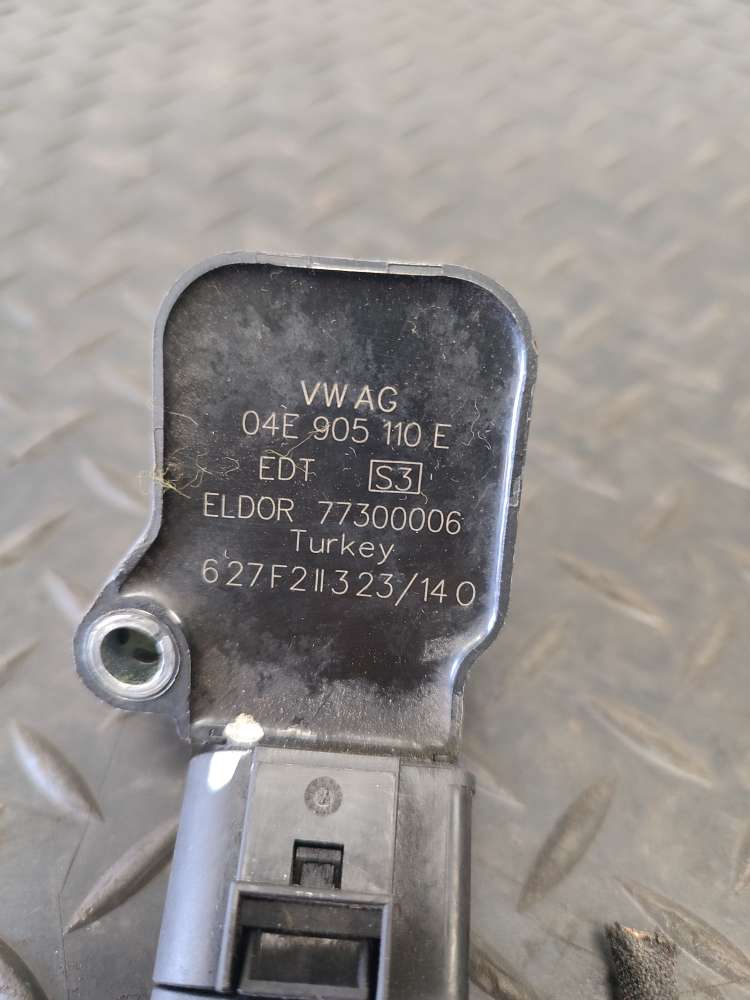 VW AG
04E 905 110 E
EDT S3
ELDOR 77300006
Turkey
627F211323/140